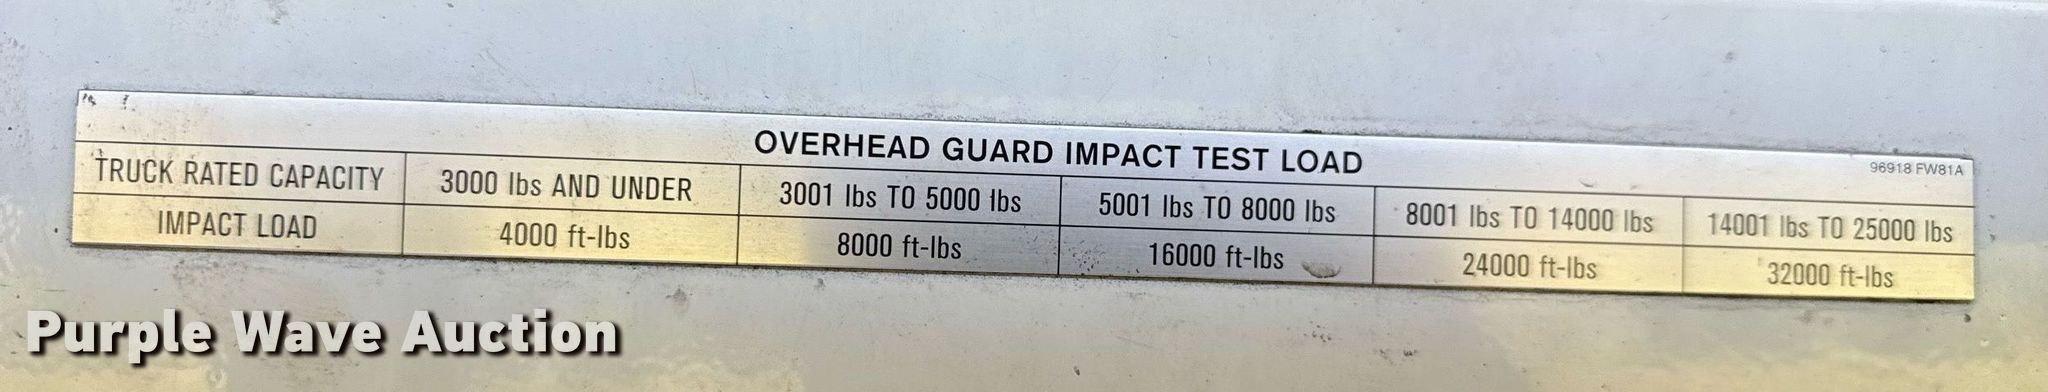 OVERHEAD GUARD IMPACT TEST LOAD
96918 FW81A
TRUCK RATED CAPACITY 3000 lbs AND UNDER 3001 lbs TO 5000 lbs 5001 lbs TO 8000 lbs 8001 lbs TO 14000 lbs 14001 lbs TO 25000 lbs
IMPACT LOAD 4000 ft-lbs 8000 ft-lbs 16000 ft-lbs 24000 ft-lbs 32000 ft-lbs
Purple Wave Auction